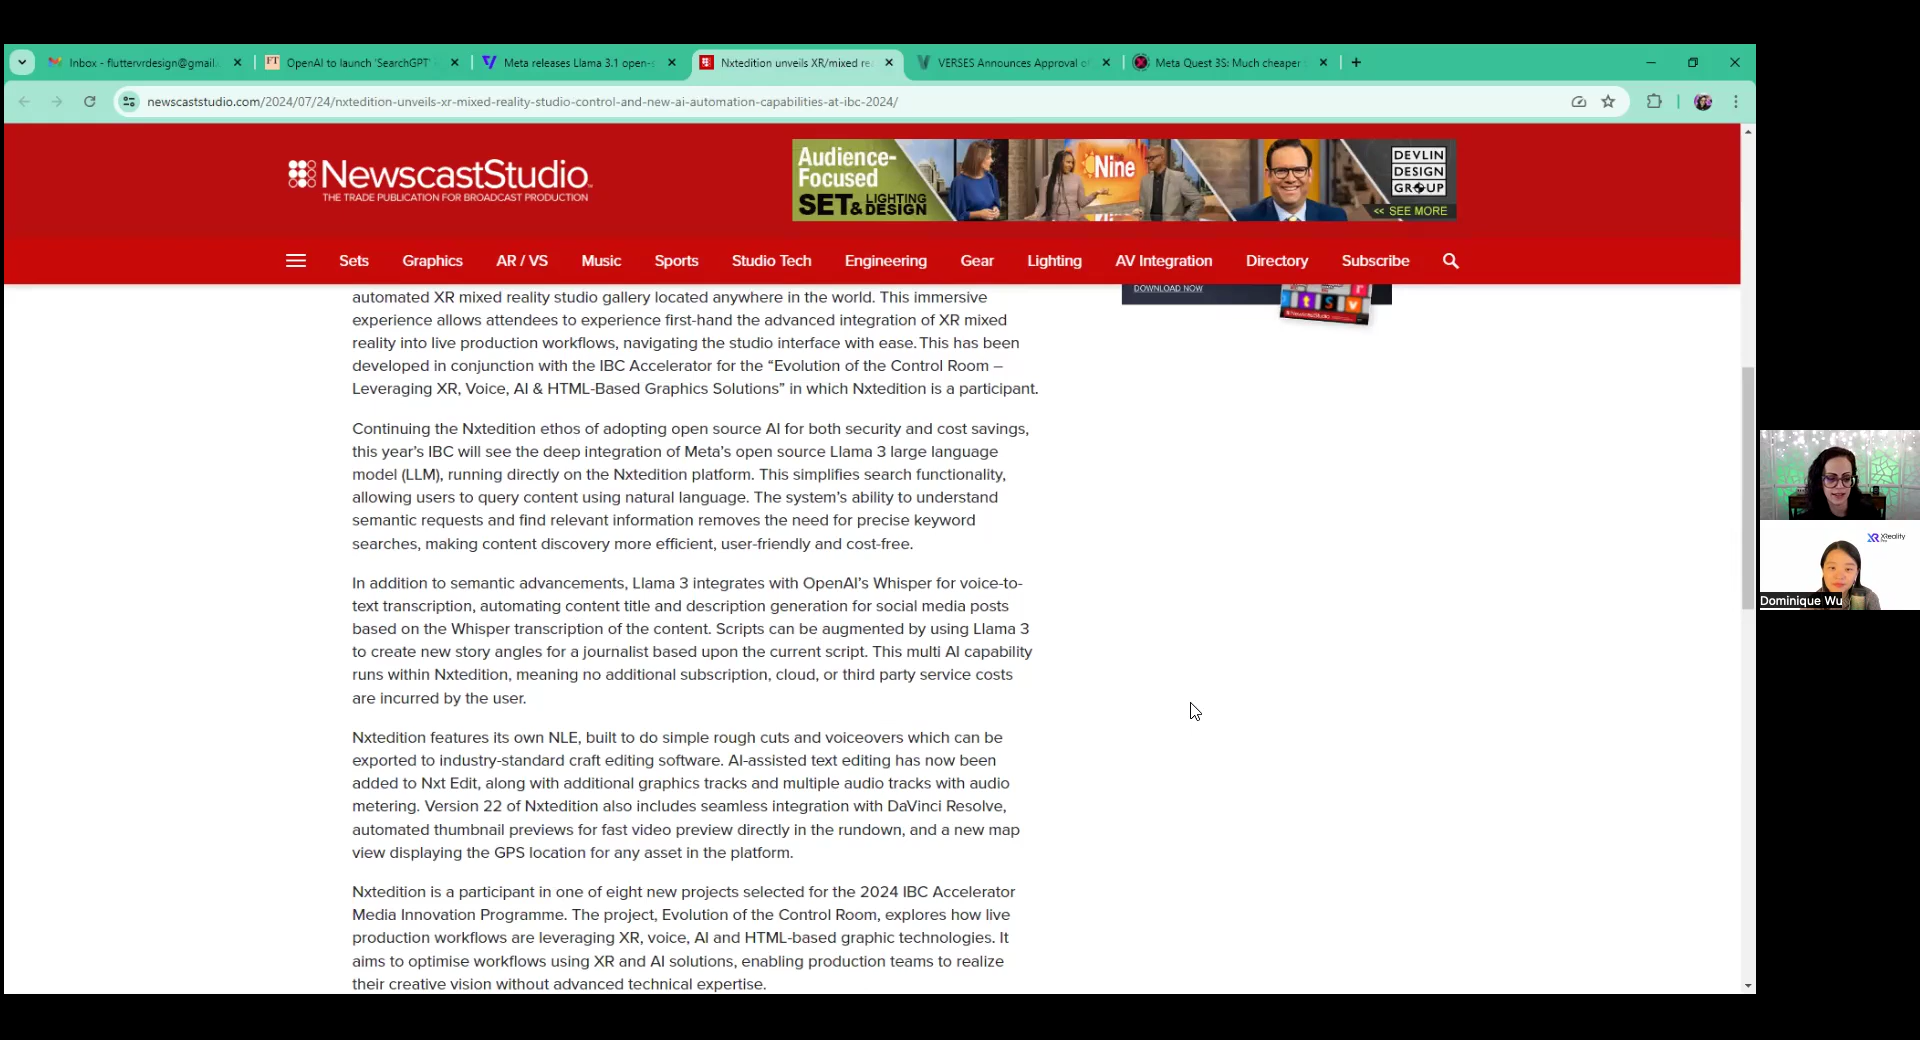 Inbox - fluttervrdesign@gmail.
OpenAI to launch 'SearchGPT'
Meta releases Llama 3.1 open-s
Nxtedition unveils XR/mixed re
VERSES Announces Approval o
Meta Quest 3S: Much cheaper
newscaststudio.com/2024/07/24/nxtedition-unveils-xr-mixed-reality-studio-control-and-new-ai-automation-capabilities-at-ibc-2024/
NewscastStudio
THE TRADE PUBLICATION FOR BROADCAST PRODUCTION
Audience-
Focused
SET & LIGHTING
DESIGN
Nine
DEVLIN
DESIGN
GROUP
<< SEE MORE
Sets Graphics AR / VS Music Sports Studio Tech Engineering Gear Lighting AV Integration Directory Subscribe
automated XR mixed reality studio gallery located anywhere in the world. This immersive
experience allows attendees to experience first-hand the advanced integration of XR mixed
reality into live production workflows, navigating the studio interface with ease. This has been
developed in conjunction with the IBC Accelerator for the “Evolution of the Control Room –
Leveraging XR, Voice, AI & HTML-Based Graphics Solutions” in which Nxtedition is a participant.
Continuing the Nxtedition ethos of adopting open source AI for both security and cost savings,
this year’s IBC will see the deep integration of Meta’s open source Llama 3 large language
model (LLM), running directly on the Nxtedition platform. This simplifies search functionality,
allowing users to query content using natural language. The system’s ability to understand
semantic requests and find relevant information removes the need for precise keyword
searches, making content discovery more efficient, user-friendly and cost-free.
In addition to semantic advancements, Llama 3 integrates with OpenAI’s Whisper for voice-to-
text transcription, automating content title and description generation for social media posts
based on the Whisper transcription of the content. Scripts can be augmented by using Llama 3
to create new story angles for a journalist based upon the current script. This multi AI capability
runs within Nxtedition, meaning no additional subscription, cloud, or third party service costs
are incurred by the user.
Nxtedition features its own NLE, built to do simple rough cuts and voiceovers which can be
exported to industry-standard craft editing software. AI-assisted text editing has now been
added to Nxt Edit, along with additional graphics tracks and multiple audio tracks with audio
metering. Version 22 of Nxtedition also includes seamless integration with DaVinci Resolve,
automated thumbnail previews for fast video preview directly in the rundown, and a new map
view displaying the GPS location for any asset in the platform.
Nxtedition is a participant in one of eight new projects selected for the 2024 IBC Accelerator
Media Innovation Programme. The project, Evolution of the Control Room, explores how live
production workflows are leveraging XR, voice, AI and HTML-based graphic technologies. It
aims to optimise workflows using XR and AI solutions, enabling production teams to realize
their creative vision without advanced technical expertise.
DOWNLOAD NOW
XR XReality
Dominique Wu